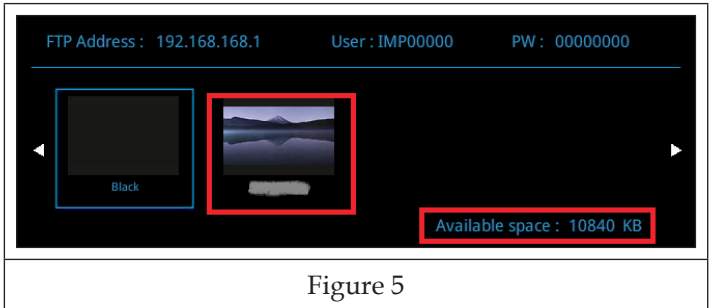 FTP Address : 192.168.168.1 User : IMP00000 PW : 00000000
Black
Available space : 10840 KB
Figure 5